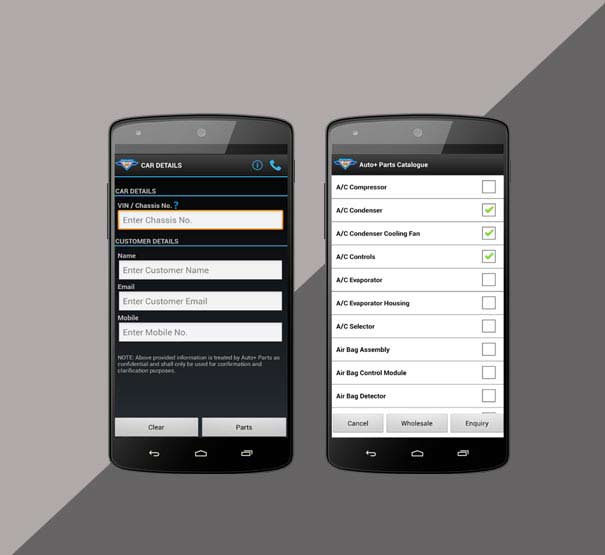 CAR DETAILS
CAR DETAILS
VIN / Chassis No. ?
Enter Chassis No.
CUSTOMER DETAILS
Name
Enter Customer Name
Email
Enter Customer Email
Mobile
Enter Mobile No.
NOTE: Above provided information is treated by Auto+ Parts as
confidential and shall only be used for confirmation and
clarification purposes.
Clear
Parts
Auto+ Parts Catalogue
A/C Compressor
A/C Condenser
A/C Condenser Cooling Fan
A/C Controls
A/C Evaporator
A/C Evaporator Housing
A/C Selector
Air Bag Assembly
Air Bag Control Module
Air Bag Detector
Cancel
Wholesale
Enquiry